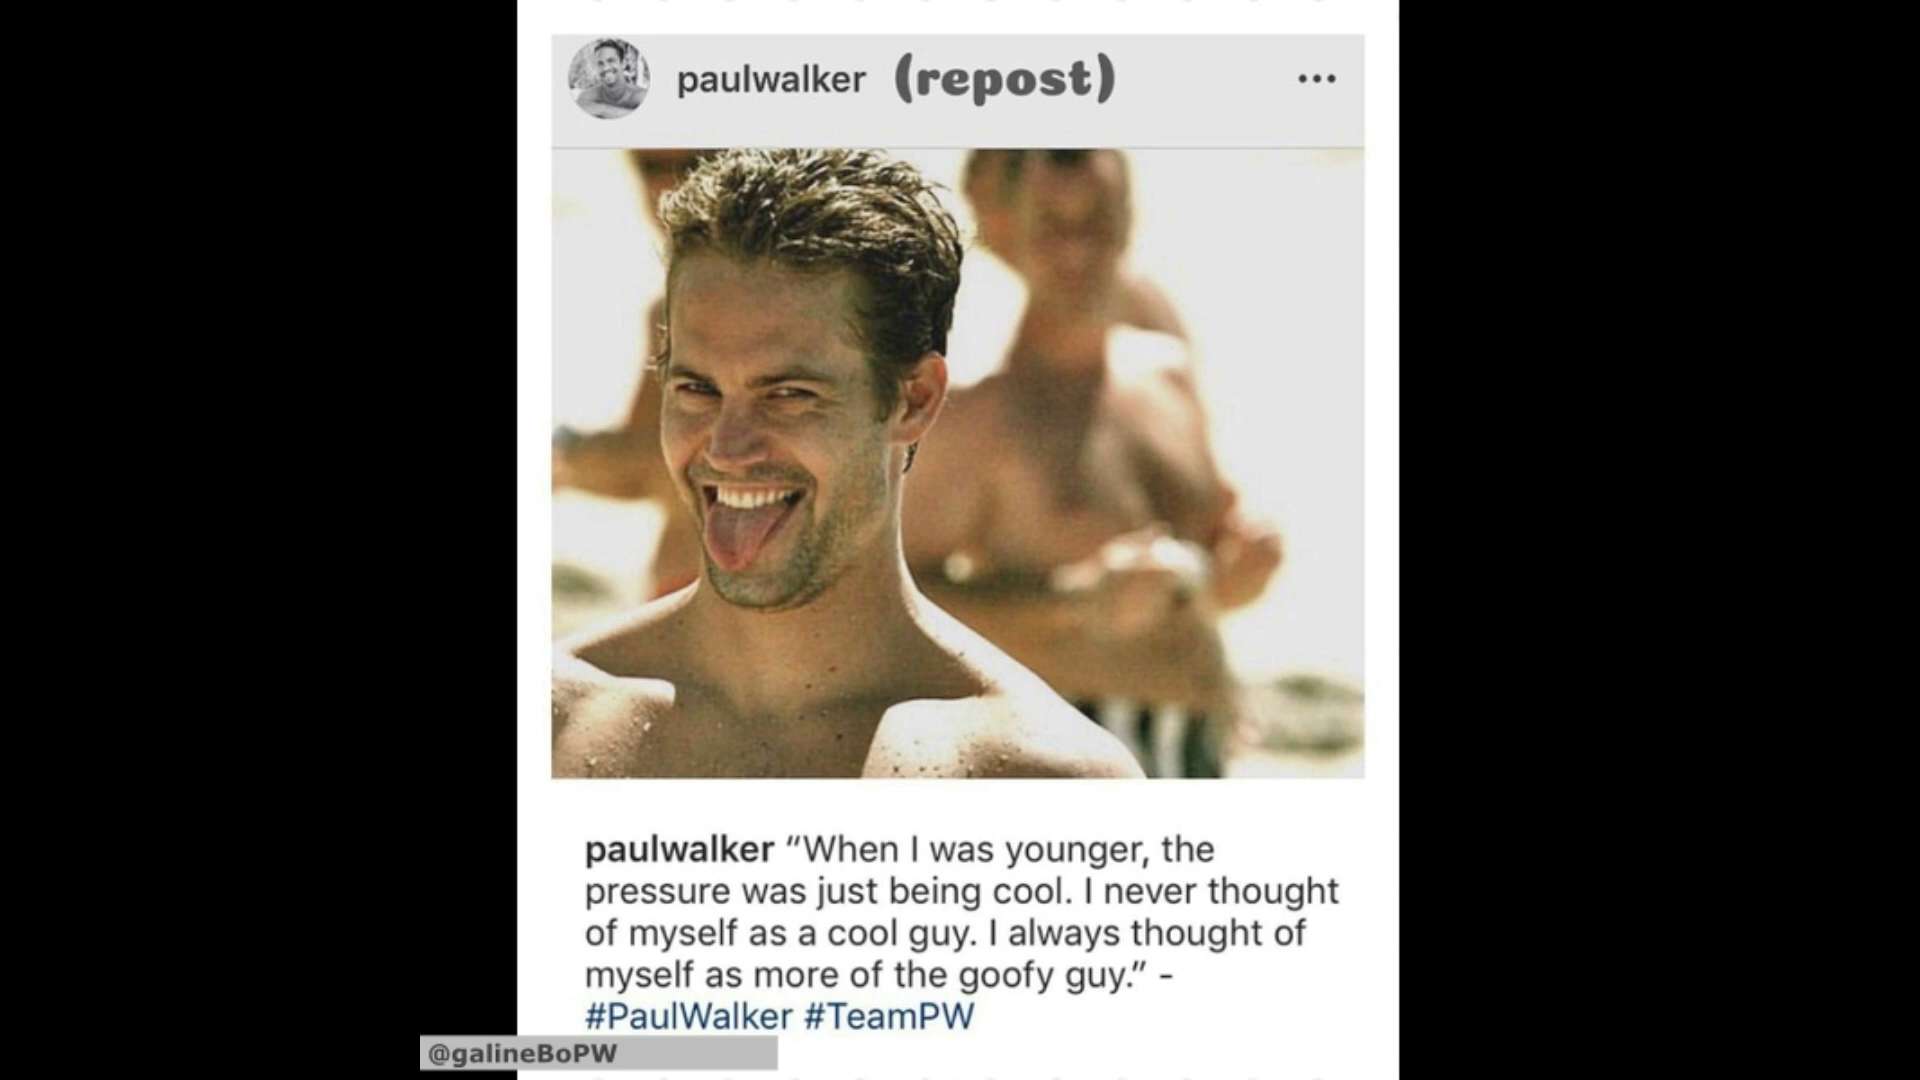 paulwalker (repost)
paulwalker “When I was younger, the
pressure was just being cool. I never thought
of myself as a cool guy. I always thought of
myself as more of the goofy guy.” -
#PaulWalker #TeamPW
@galineBoPW